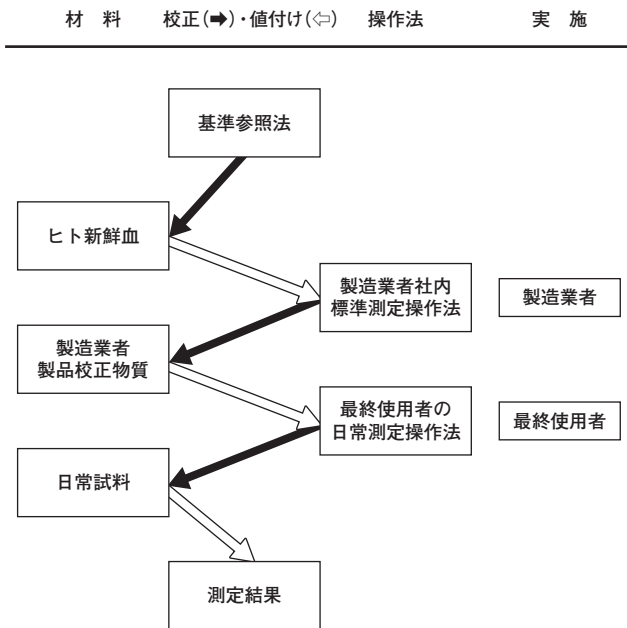 材 料 校正(➡)・値付け(⇦) 操作法 実 施
基準参照法
ヒト新鮮血
製造業者社内
標準測定操作法
製造業者
製造業者
製品校正物質
最終使用者の
日常測定操作法
最終使用者
日常試料
測定結果